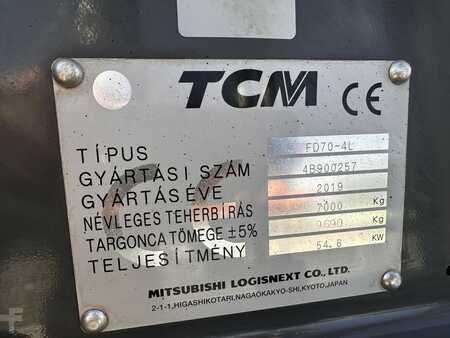 TCM CE
TÍPUS FD70-4L
GYÁRTÁSI SZÁM 4B900257
GYÁRTÁS ÉVE 2019
NÉVLEGES TEHERBÍRÁS 7000 Kg
TARGONCA TÖMEGE ±5% 9690 Kg
TELJESÍTMÉNY 54.6 KW
MITSUBISHI LOGISNEXT CO., LTD.
2-1-1,HIGASHIKOTARI,NAGAOKAKYO-SHI,KYOTO,JAPAN